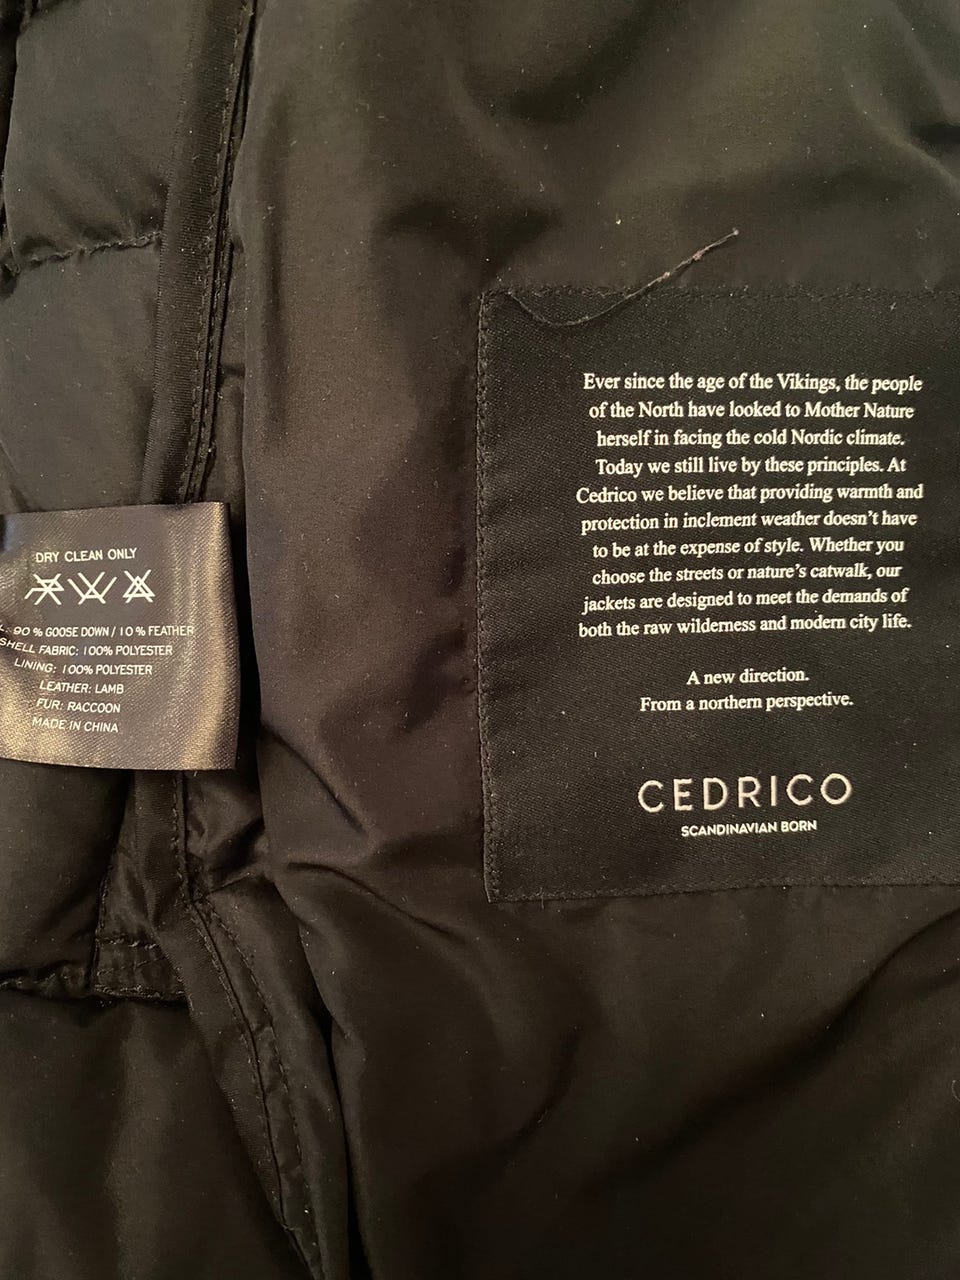 DRY CLEAN ONLY
90 % GOOSE DOWN / 10 % FEATHER
SHELL FABRIC: 100% POLYESTER
LINING: 100% POLYESTER
LEATHER: LAMB
FUR: RACCOON
MADE IN CHINA
Ever since the age of the Vikings, the people
of the North have looked to Mother Nature
herself in facing the cold Nordic climate.
Today we still live by these principles. At
Cedrico we believe that providing warmth and
protection in inclement weather doesn't have
to be at the expense of style. Whether you
choose the streets or nature's catwalk, our
jackets are designed to meet the demands of
both the raw wilderness and modern city life.
A new direction.
From a northern perspective.
CEDRICO
SCANDINAVIAN BORN